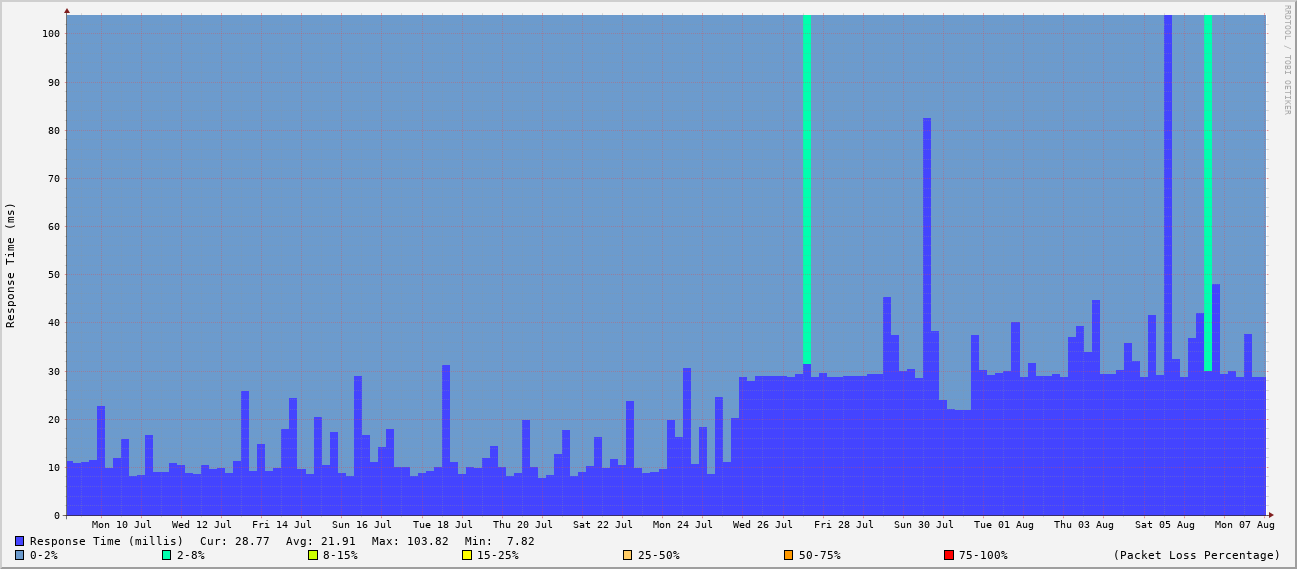 RRDTOOL / TOBI OETIKER
Response Time (ms)
100
90
80
70
60
50
40
30
20
10
0
Mon 10 Jul Wed 12 Jul Fri 14 Jul Sun 16 Jul Tue 18 Jul Thu 20 Jul Sat 22 Jul Mon 24 Jul Wed 26 Jul Fri 28 Jul Sun 30 Jul Tue 01 Aug Thu 03 Aug Sat 05 Aug Mon 07 Aug
Response Time (millis) Cur: 28.77 Avg: 21.91 Max: 103.82 Min: 7.82
0-2% 2-8% 8-15% 15-25% 25-50% 50-75% 75-100% (Packet Loss Percentage)